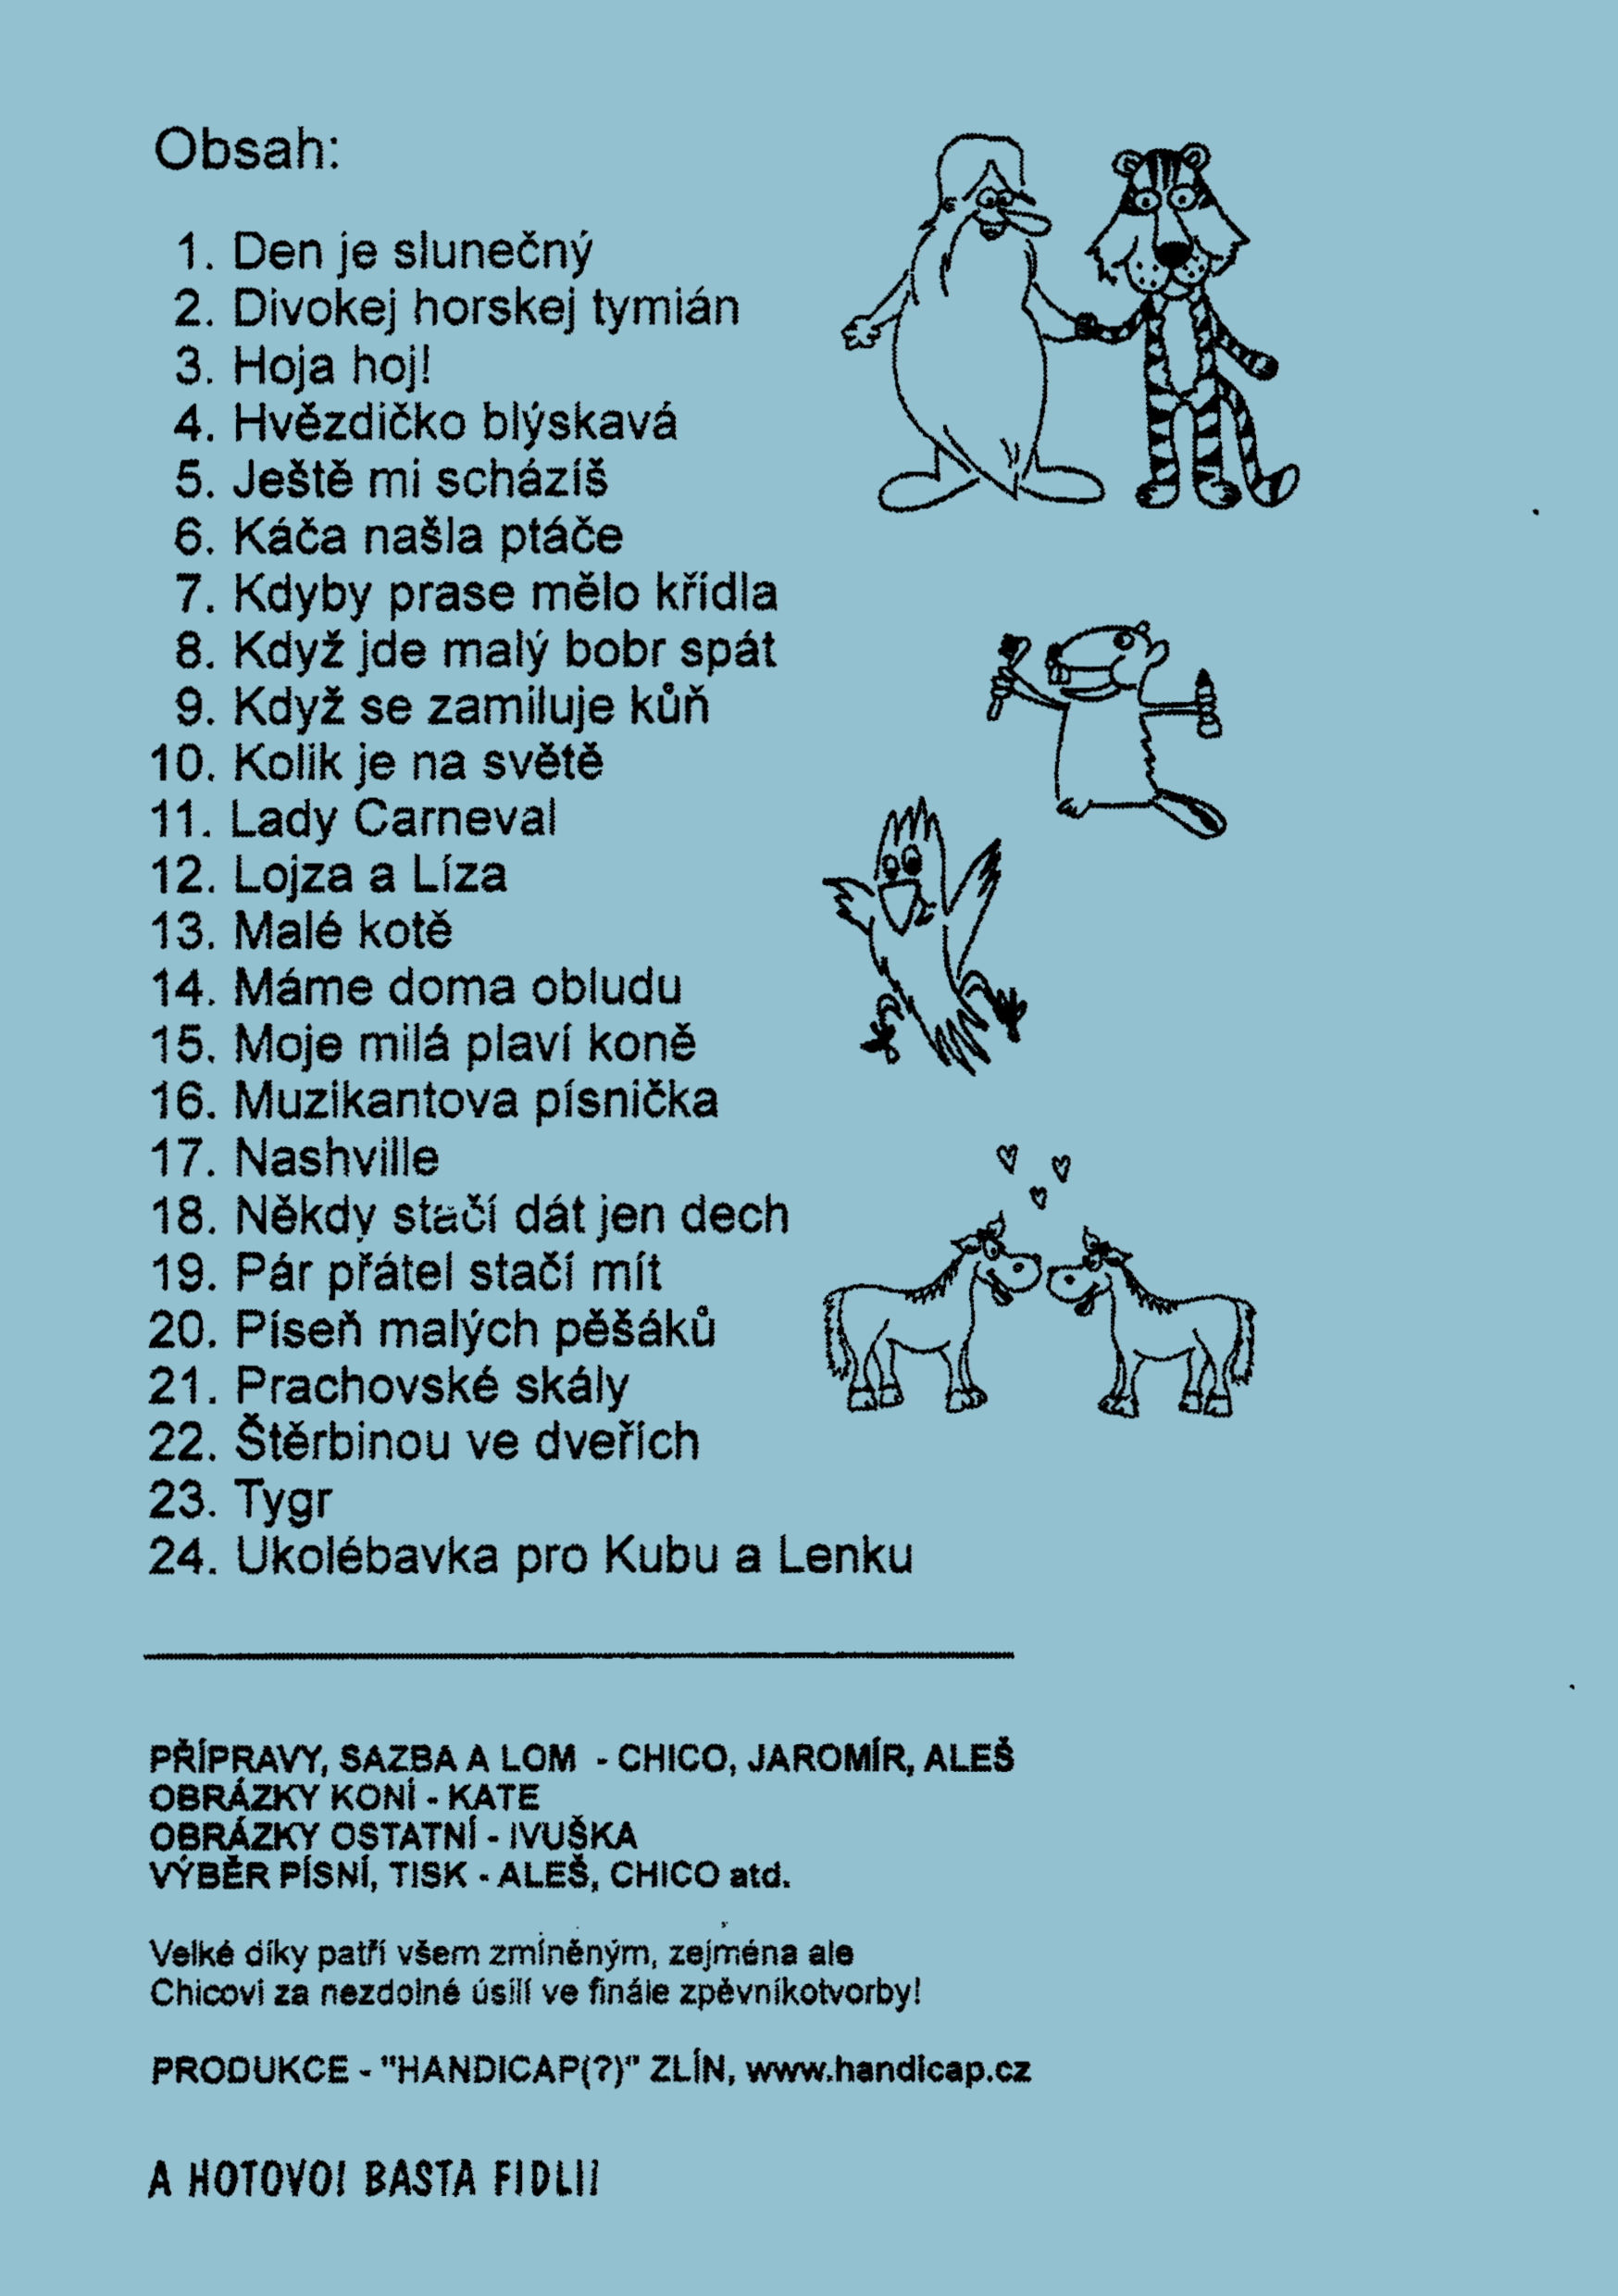 Obsah:
1. Den je slunečný
2. Divokej horskej tymián
3. Hoja hoj!
4. Hvězdičko blýskavá
5. Ještě mi scházíš
6. Káča našla ptáče
7. Kdyby prase mělo křídla
8. Když jde malý bobr spát
9. Když se zamiluje kůň
10. Kolik je na světě
11. Lady Carneval
12. Lojza a Líza
13. Malé kotě
14. Máme doma obludu
15. Moje milá plaví koně
16. Muzikantova písnička
17. Nashville
18. Někdy stačí dát jen dech
19. Pár přátel stačí mít
20. Píseň malých pěšáků
21. Prachovské skály
22. Štěrbinou ve dveřích
23. Tygr
24. Ukolébavka pro Kubu a Lenku
PŘÍPRAVY, SAZBA A LOM - CHICO, JAROMÍR, ALEŠ
OBRÁZKY KONÍ - KATE
OBRÁZKY OSTATNÍ - IVUŠKA
VÝBĚR PÍSNÍ, TISK - ALEŠ, CHICO atd.
Velké díky patří všem zmíněným, zejména ale
Chicovi za nezdolné úsilí ve finále zpěvníkotvorby!
PRODUKCE - "HANDICAP(?)" ZLÍN, www.handicap.cz
A HOTOVO! BASTA FIDLI!